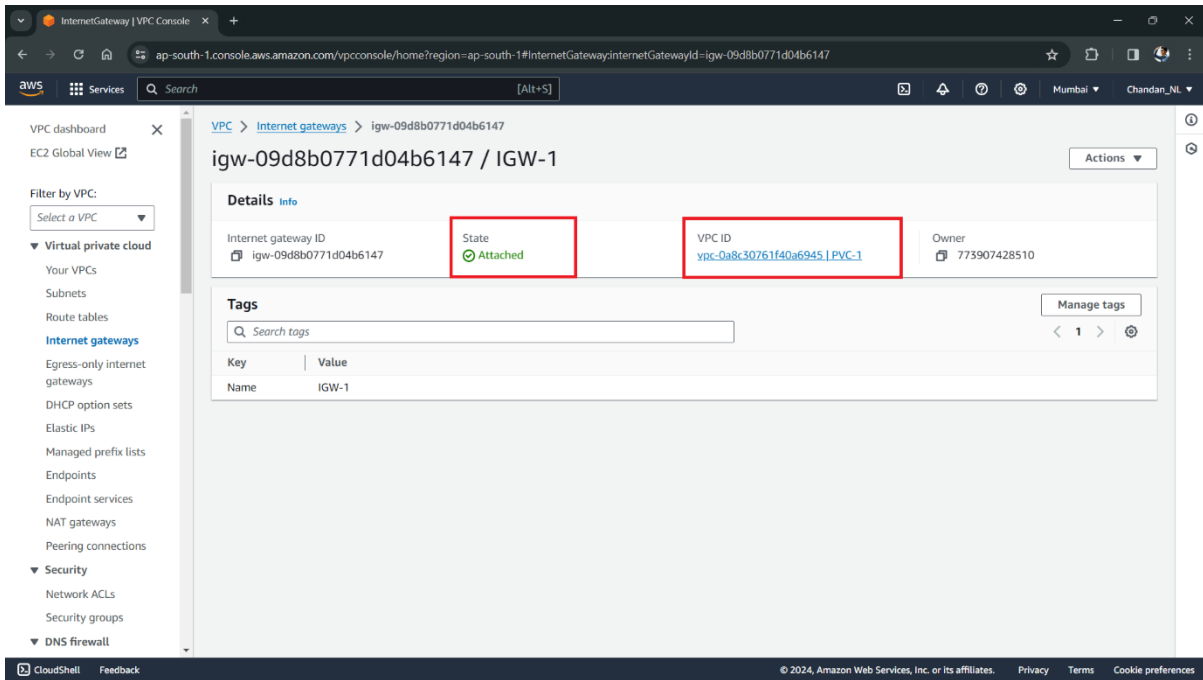 InternetGateway | VPC Console
ap-south-1.console.aws.amazon.com/vpcconsole/home?region=ap-south-1#InternetGateway:internetGatewayId=igw-09d8b0771d04b6147
aws Services Search [Alt+S] Mumbai Chandan_NL
VPC dashboard
EC2 Global View
Filter by VPC:
Select a VPC
Virtual private cloud
Your VPCs
Subnets
Route tables
Internet gateways
Egress-only internet
gateways
DHCP option sets
Elastic IPs
Managed prefix lists
Endpoints
Endpoint services
NAT gateways
Peering connections
Security
Network ACLs
Security groups
DNS firewall
VPC > Internet gateways > igw-09d8b0771d04b6147
igw-09d8b0771d04b6147 / IGW-1
Actions
Details Info
Internet gateway ID
igw-09d8b0771d04b6147
State
Attached
VPC ID
vpc-0a8c30761f40a6945 | PVC-1
Owner
773907428510
Tags
Manage tags
Search tags
1
Key Value
Name IGW-1
CloudShell Feedback © 2024, Amazon Web Services, Inc. or its affiliates. Privacy Terms Cookie preferences